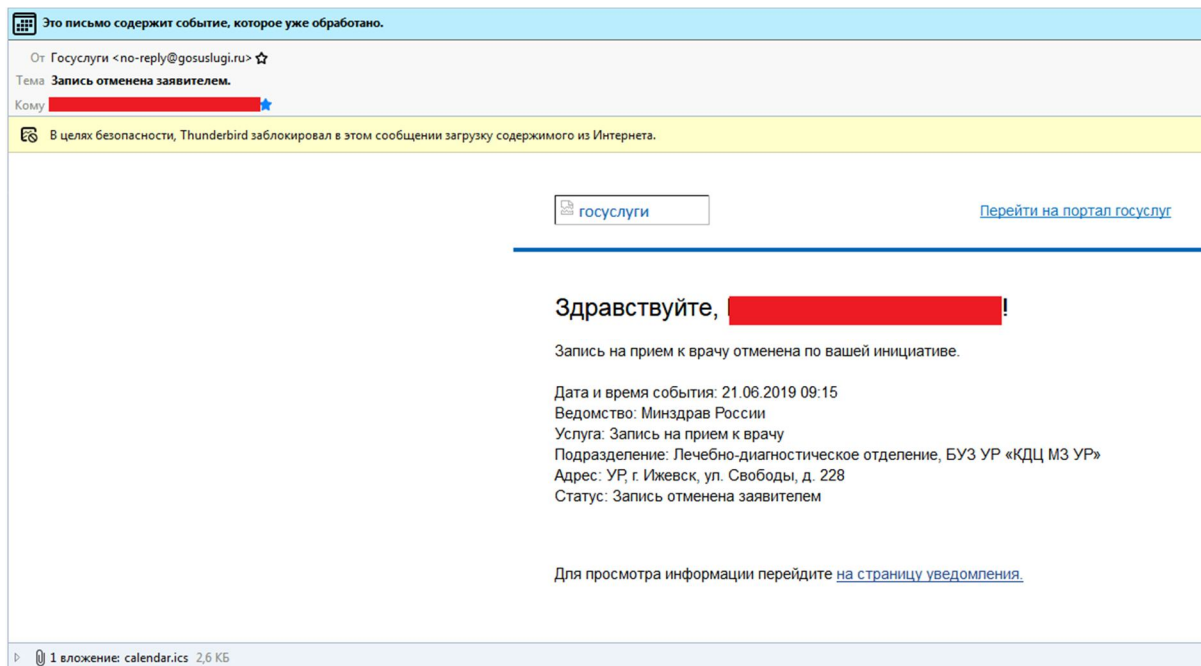 Это письмо содержит событие, которое уже обработано.
От Госуслуги <no-reply@gosuslugi.ru>
Тема Запись отменена заявителем.
Кому
В целях безопасности, Thunderbird заблокировал в этом сообщении загрузку содержимого из Интернета.
госуслуги
Перейти на портал госуслуг
Здравствуйте, !
Запись на прием к врачу отменена по вашей инициативе.
Дата и время события: 21.06.2019 09:15
Ведомство: Минздрав России
Услуга: Запись на прием к врачу
Подразделение: Лечебно-диагностическое отделение, БУЗ УР «КДЦ МЗ УР»
Адрес: УР, г. Ижевск, ул. Свободы, д. 228
Статус: Запись отменена заявителем
Для просмотра информации перейдите на страницу уведомления.
1 вложение: calendar.ics 2,6 КБ